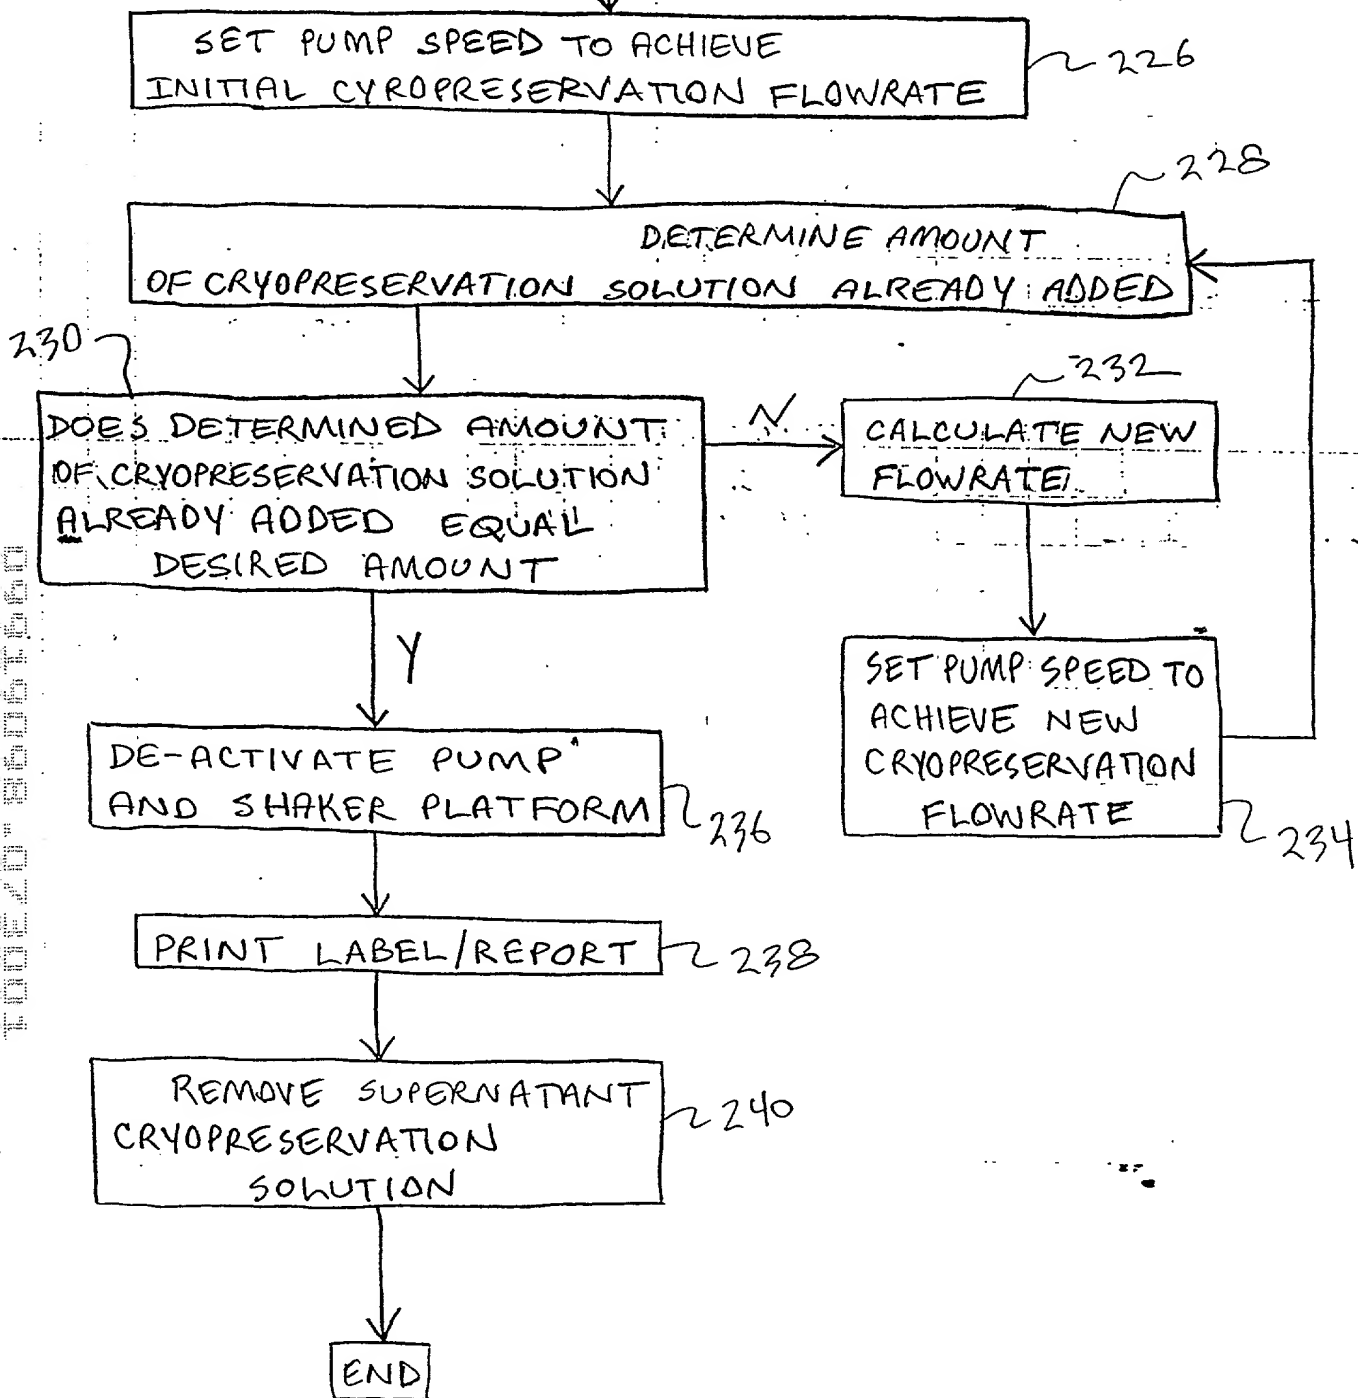 SET PUMP SPEED TO ACHIEVE
INITIAL CYROPRESERVATION FLOWRATE
226
228
DETERMINE AMOUNT
OF CRYOPRESERVATION SOLUTION ALREADY ADDED
230
DOES DETERMINED AMOUNT
OF CRYOPRESERVATION SOLUTION
ALREADY ADDED EQUAL
DESIRED AMOUNT
N
232
CALCULATE NEW
FLOWRATE
Y
SET PUMP SPEED TO
ACHIEVE NEW
CRYOPRESERVATION
FLOWRATE
234
DE-ACTIVATE PUMP
AND SHAKER PLATFORM
236
PRINT LABEL/REPORT
238
REMOVE SUPERNATANT
CRYOPRESERVATION
SOLUTION
240
END